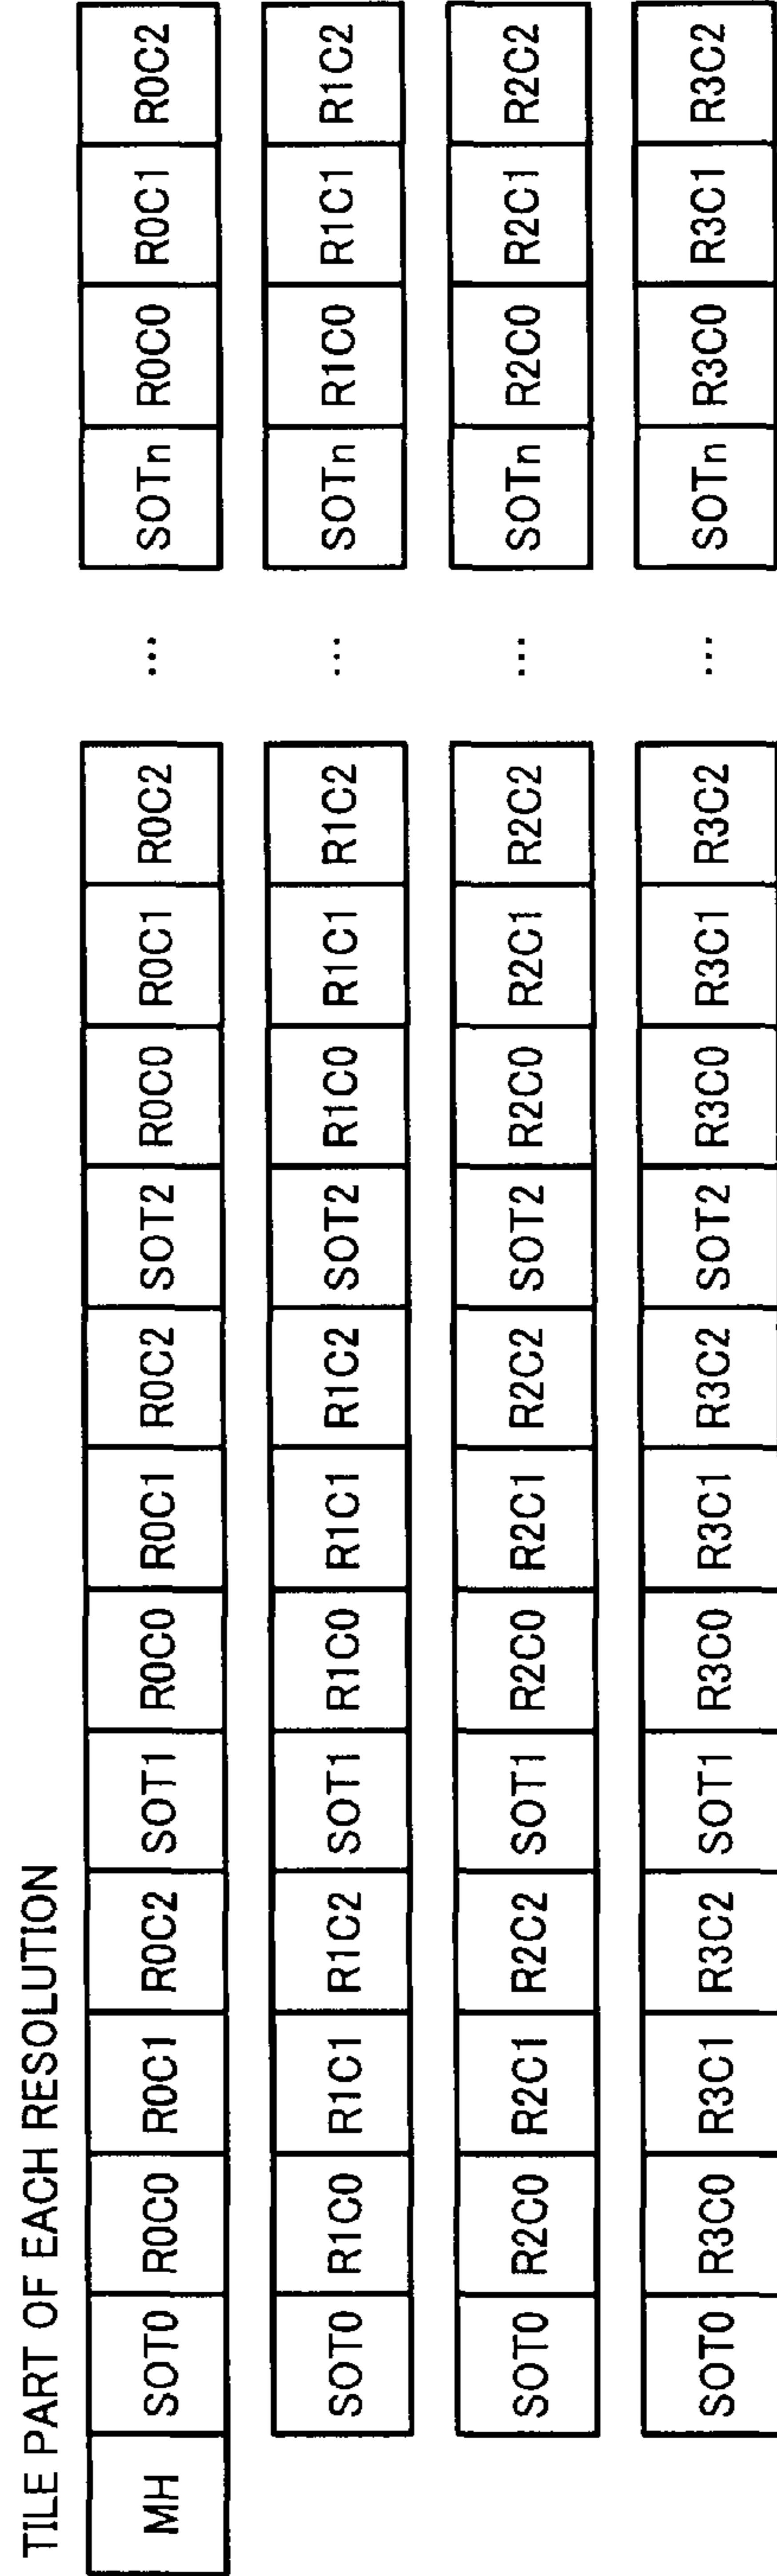 TILE PART OF EACH RESOLUTION
MH SOT0 R0C0 R0C1 R0C2 SOT1 R0C0 R0C1 R0C2 SOT2 R0C0 R0C1 R0C2 ... SOTn R0C0 R0C1 R0C2
SOT0 R1C0 R1C1 R1C2 SOT1 R1C0 R1C1 R1C2 SOT2 R1C0 R1C1 R1C2 ... SOTn R1C0 R1C1 R1C2
SOT0 R2C0 R2C1 R2C2 SOT1 R2C0 R2C1 R2C2 SOT2 R2C0 R2C1 R2C2 ... SOTn R2C0 R2C1 R2C2
SOT0 R3C0 R3C1 R3C2 SOT1 R3C0 R3C1 R3C2 SOT2 R3C0 R3C1 R3C2 ... SOTn R3C0 R3C1 R3C2